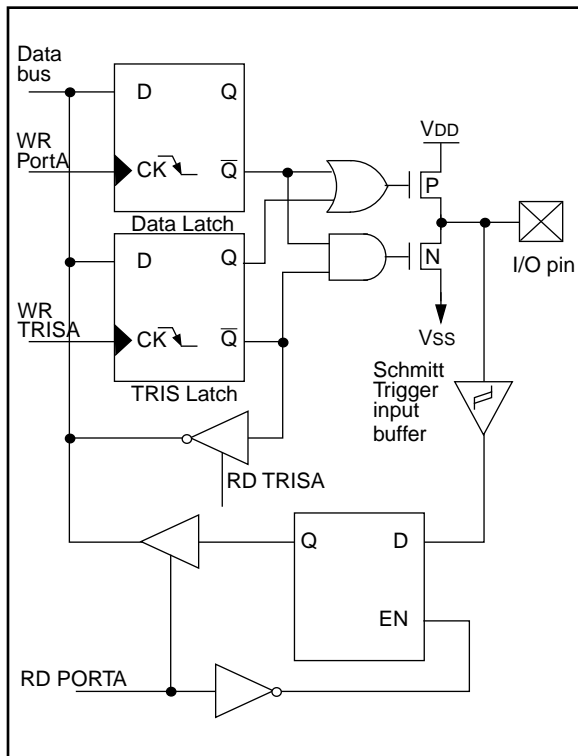 Data
bus
D
Q
VDD
WR
PortA
CK
Q
P
Data Latch
D
Q
N
I/O pin
WR
TRISA
CK
Q
VSS
TRIS Latch
Schmitt
Trigger
input
buffer
RD TRISA
Q
D
EN
RD PORTA